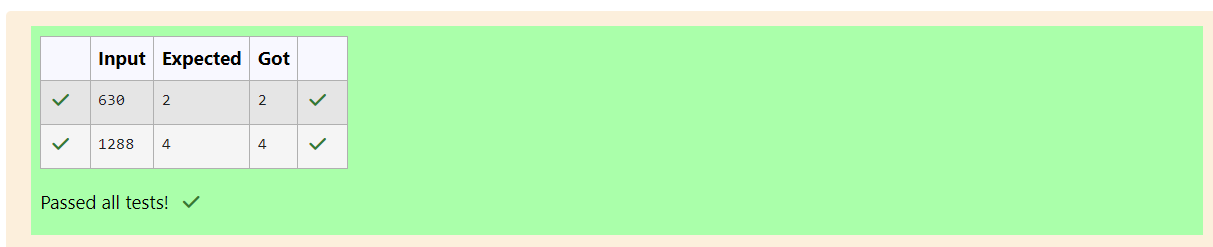 Input Expected Got
630 2 2
1288 4 4
Passed all tests!